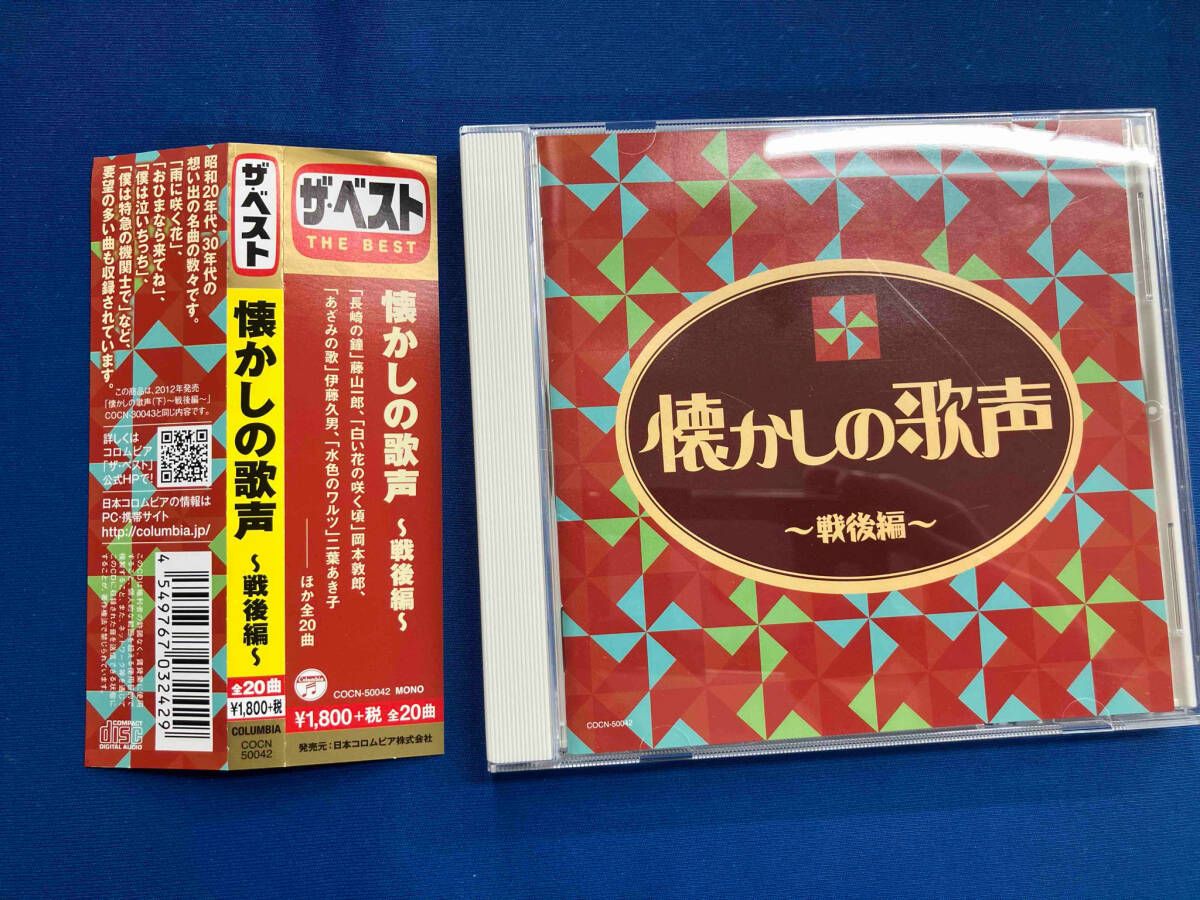 昭和20年代、30年代の
想い出の名曲の数々です。
「雨に咲く花」、
「おひまなら来てね」、
「僕は泣いちっち」、
「僕は特急の機関士で」など、
要望の多い曲も収録されています。
この商品は、2012年発売
「懐かしの歌声(下)〜戦後編〜」
COCN-30043と同じ内容です。
詳しくは
コロムビア
「ザ・ベスト」
公式HPで!
日本コロムビアの情報は
PC・携帯サイト
http://columbia.jp/
4 549767 032429
COMPACT
disc
DIGITAL AUDIO
ザ・ベスト
懐かしの歌声 〜戦後編〜
全20曲
¥1,800+税
COLUMBIA
COCN
50042
ザ・ベスト
THE BEST
懐かしの歌声 〜戦後編〜
「長崎の鐘」藤山一郎、「白い花の咲く頃」岡本敦郎、
「あざみの歌」伊藤久男、「水色のワルツ」二葉あき子
ほか全20曲
COCN-50042 MONO
¥1,800+税 全20曲
発売元:日本コロムビア株式会社
懐かしの歌声
〜戦後編〜
COCN-50042